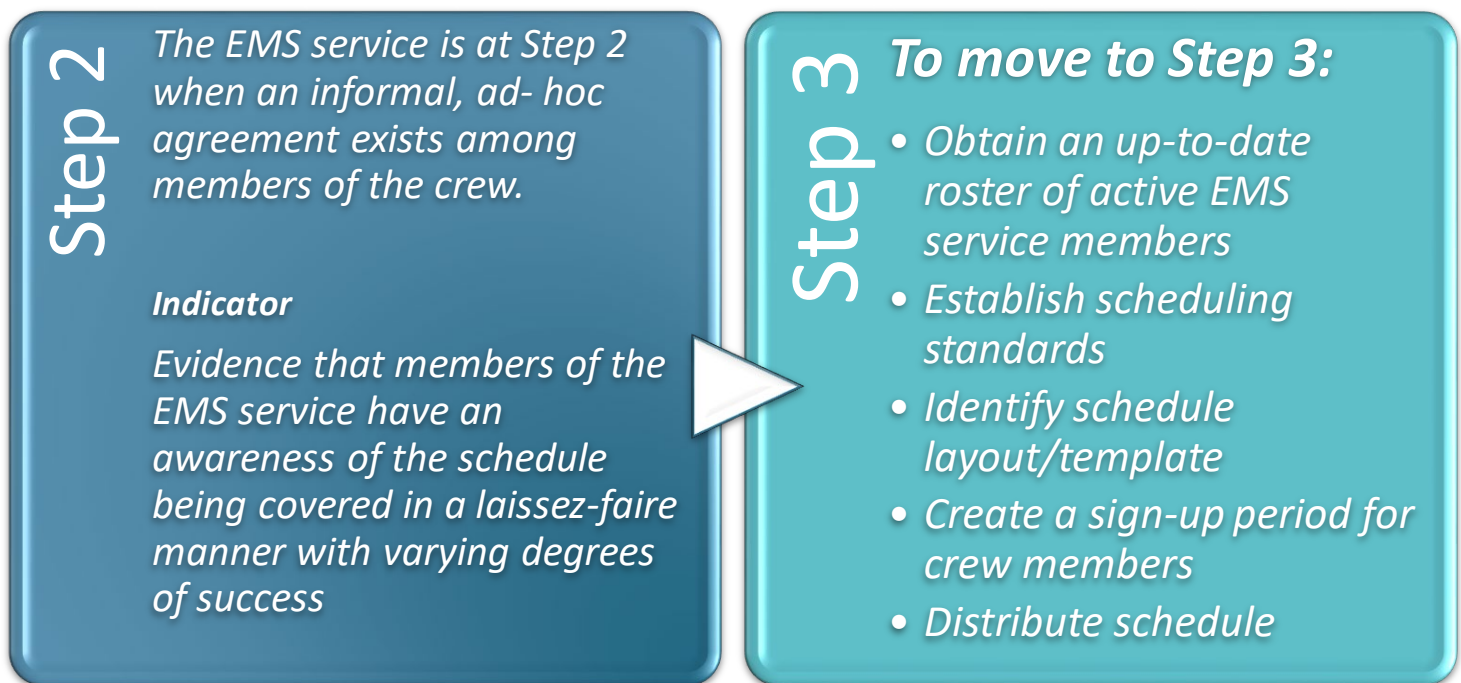 Step 2
The EMS service is at Step 2
when an informal, ad- hoc
agreement exists among
members of the crew.
Indicator
Evidence that members of the
EMS service have an
awareness of the schedule
being covered in a laissez-faire
manner with varying degrees
of success
Step 3
To move to Step 3:
• Obtain an up-to-date
roster of active EMS
service members
• Establish scheduling
standards
• Identify schedule
layout/template
• Create a sign-up period for
crew members
• Distribute schedule